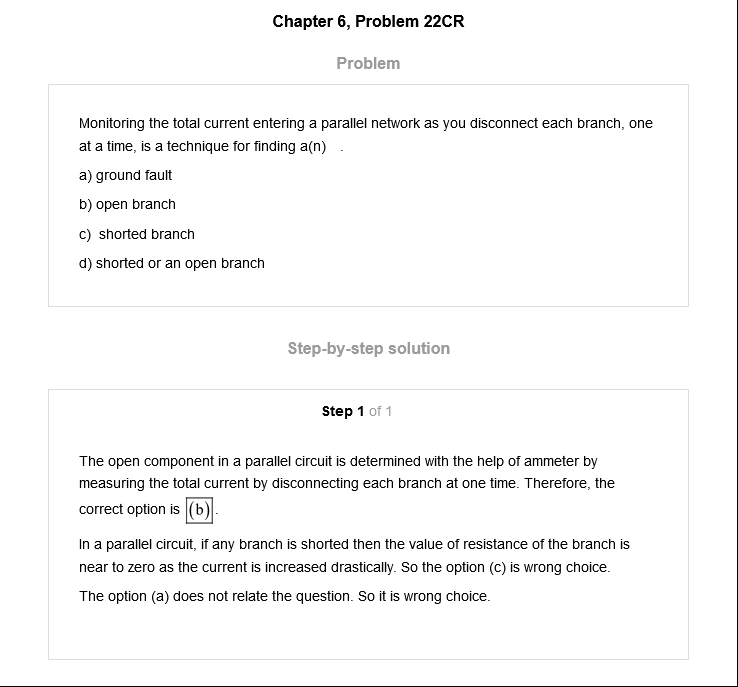 Chapter 6, Problem 22CR
Problem
Monitoring the total current entering a parallel network as you disconnect each branch, one
at a time, is a technique for finding a(n) .
a) ground fault
b) open branch
c) shorted branch
d) shorted or an open branch
Step-by-step solution
Step 1 of 1
The open component in a parallel circuit is determined with the help of ammeter by
measuring the total current by disconnecting each branch at one time. Therefore, the
correct option is (b).
In a parallel circuit, if any branch is shorted then the value of resistance of the branch is
near to zero as the current is increased drastically. So the option (c) is wrong choice.
The option (a) does not relate the question. So it is wrong choice.